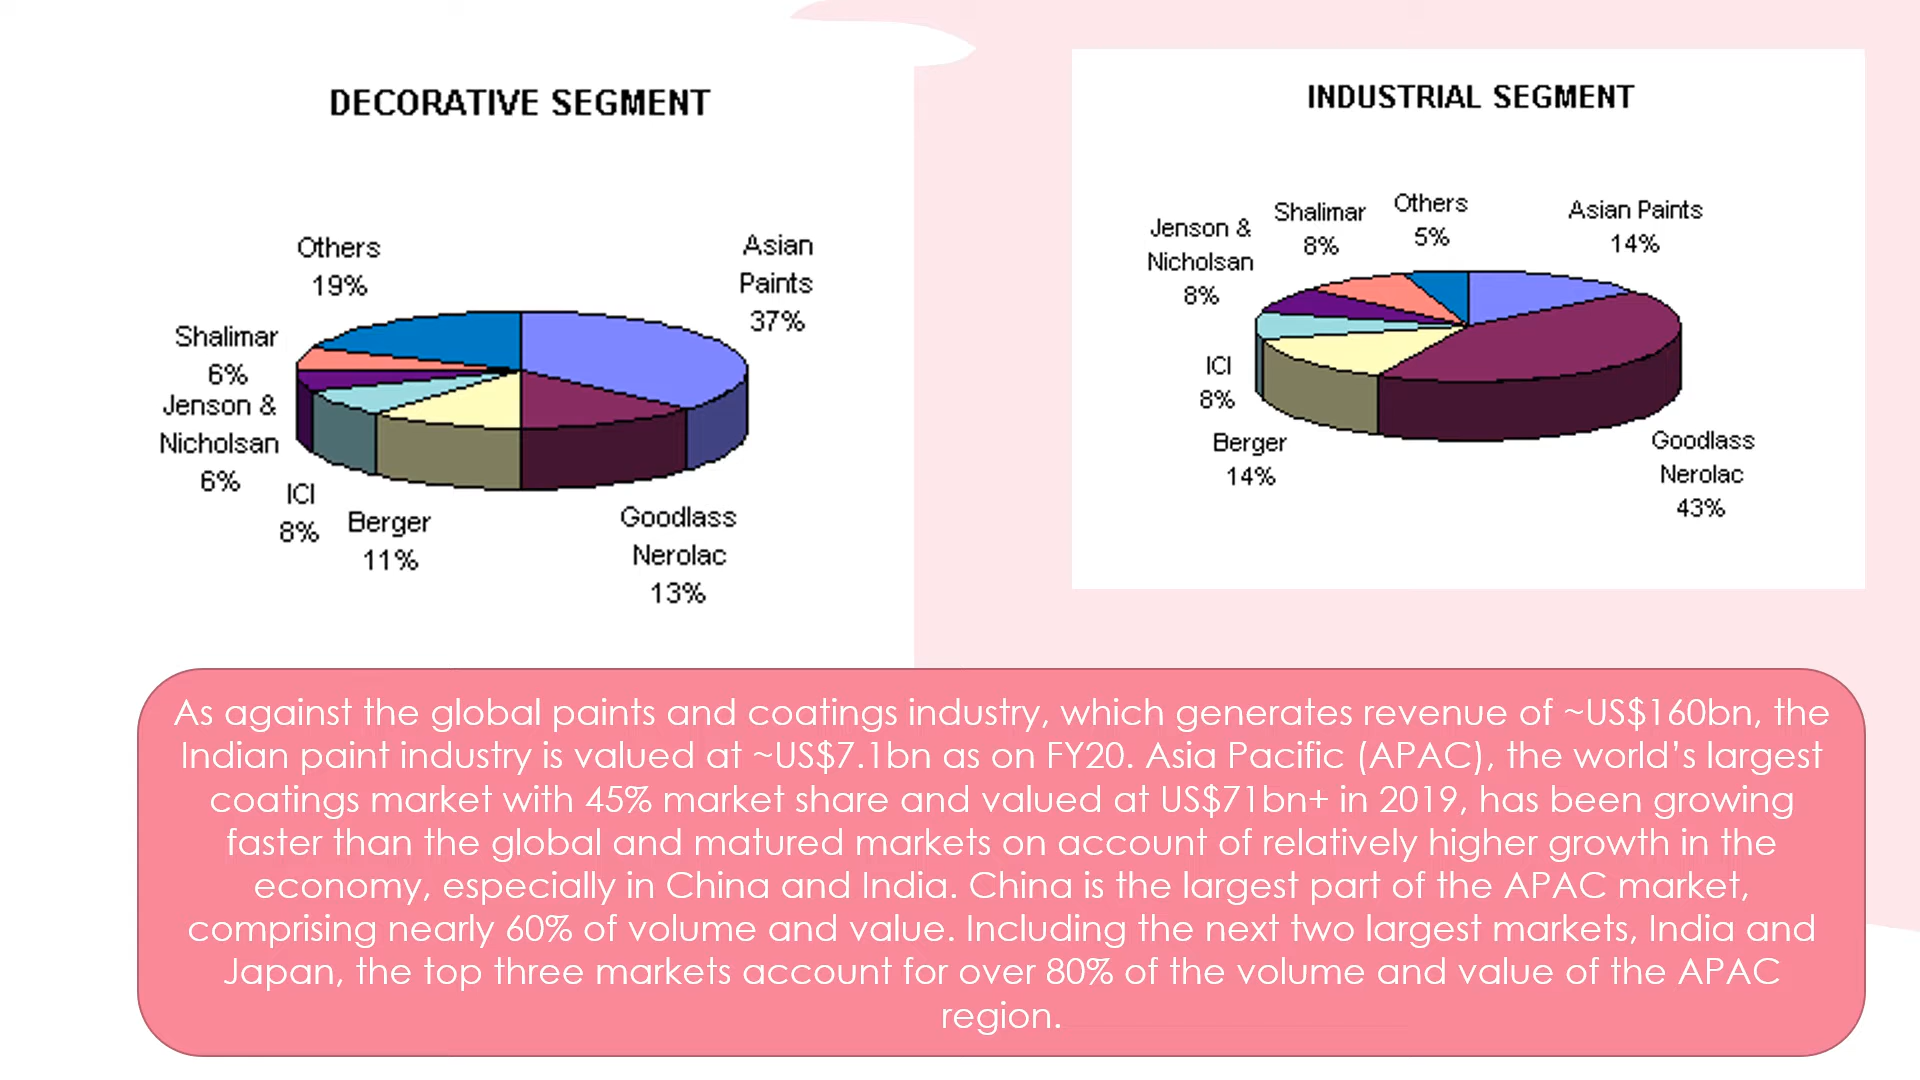 DECORATIVE SEGMENT
Others
19%
Asian
Paints
37%
Shalimar
6%
Jenson &
Nicholsan
6%
ICI
8%
Berger
11%
Goodlass
Nerolac
13%
INDUSTRIAL SEGMENT
Jenson &
Nicholsan
8%
Shalimar
8%
Others
5%
Asian Paints
14%
ICI
8%
Berger
14%
Goodlass
Nerolac
43%
As against the global paints and coatings industry, which generates revenue of ~US$160bn, the
Indian paint industry is valued at ~US$7.1bn as on FY20. Asia Pacific (APAC), the world’s largest
coatings market with 45% market share and valued at US$71bn+ in 2019, has been growing
faster than the global and matured markets on account of relatively higher growth in the
economy, especially in China and India. China is the largest part of the APAC market,
comprising nearly 60% of volume and value. Including the next two largest markets, India and
Japan, the top three markets account for over 80% of the volume and value of the APAC
region.